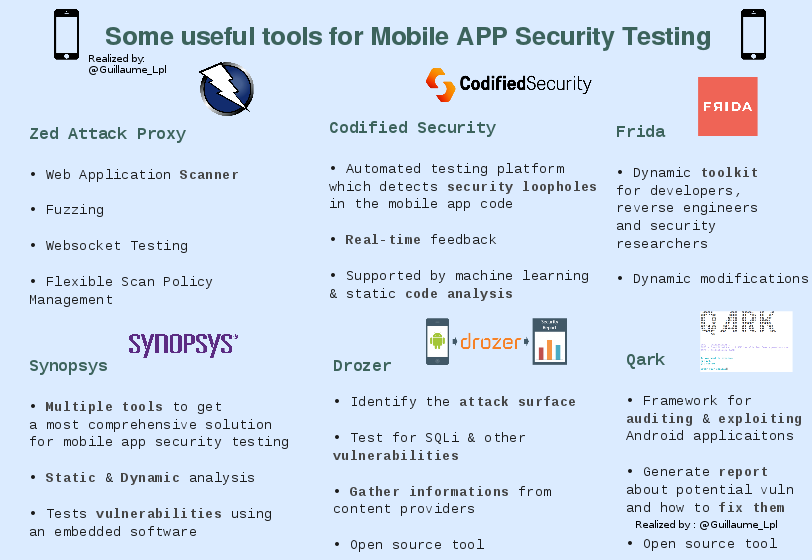 Some useful tools for Mobile APP Security Testing
Realized by:
@Guillaume_Lpl
Zed Attack Proxy
• Web Application Scanner
• Fuzzing
• Websocket Testing
• Flexible Scan Policy
Management
CodifiedSecurity
Codified Security
• Automated testing platform
which detects security loopholes
in the mobile app code
• Real-time feedback
• Supported by machine learning
& static code analysis
FRIDA
Frida
• Dynamic toolkit
for developers,
reverse engineers
and security
researchers
• Dynamic modifications
SYNOPSYS
Synopsys
• Multiple tools to get
a most comprehensive solution
for mobile app security testing
• Static & Dynamic analysis
• Tests vulnerabilities using
an embedded software
drozer
Security
Report
Drozer
• Identify the attack surface
• Test for SQLi & other
vulnerabilities
• Gather informations from
content providers
• Open source tool
QARK
Qark
• Framework for
auditing & exploiting
Android applicaitons
• Generate report
about potential vuln
and how to fix them
Realized by : @Guillaume_Lpl
• Open source tool